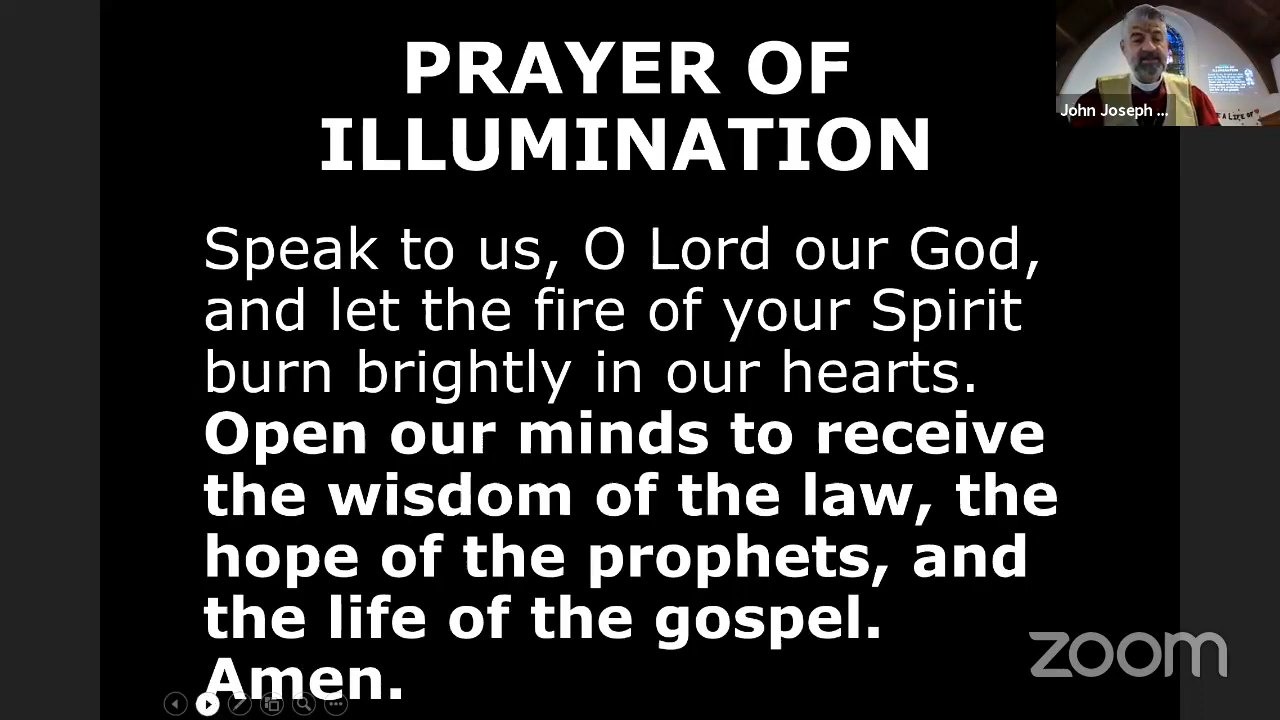 PRAYER OF
ILLUMINATION
John Joseph ...
E A LIFE OF
Speak to us, O Lord our God,
and let the fire of your Spirit
burn brightly in our hearts.
Open our minds to receive
the wisdom of the law, the
hope of the prophets, and
the life of the gospel.
Amen.
zoom